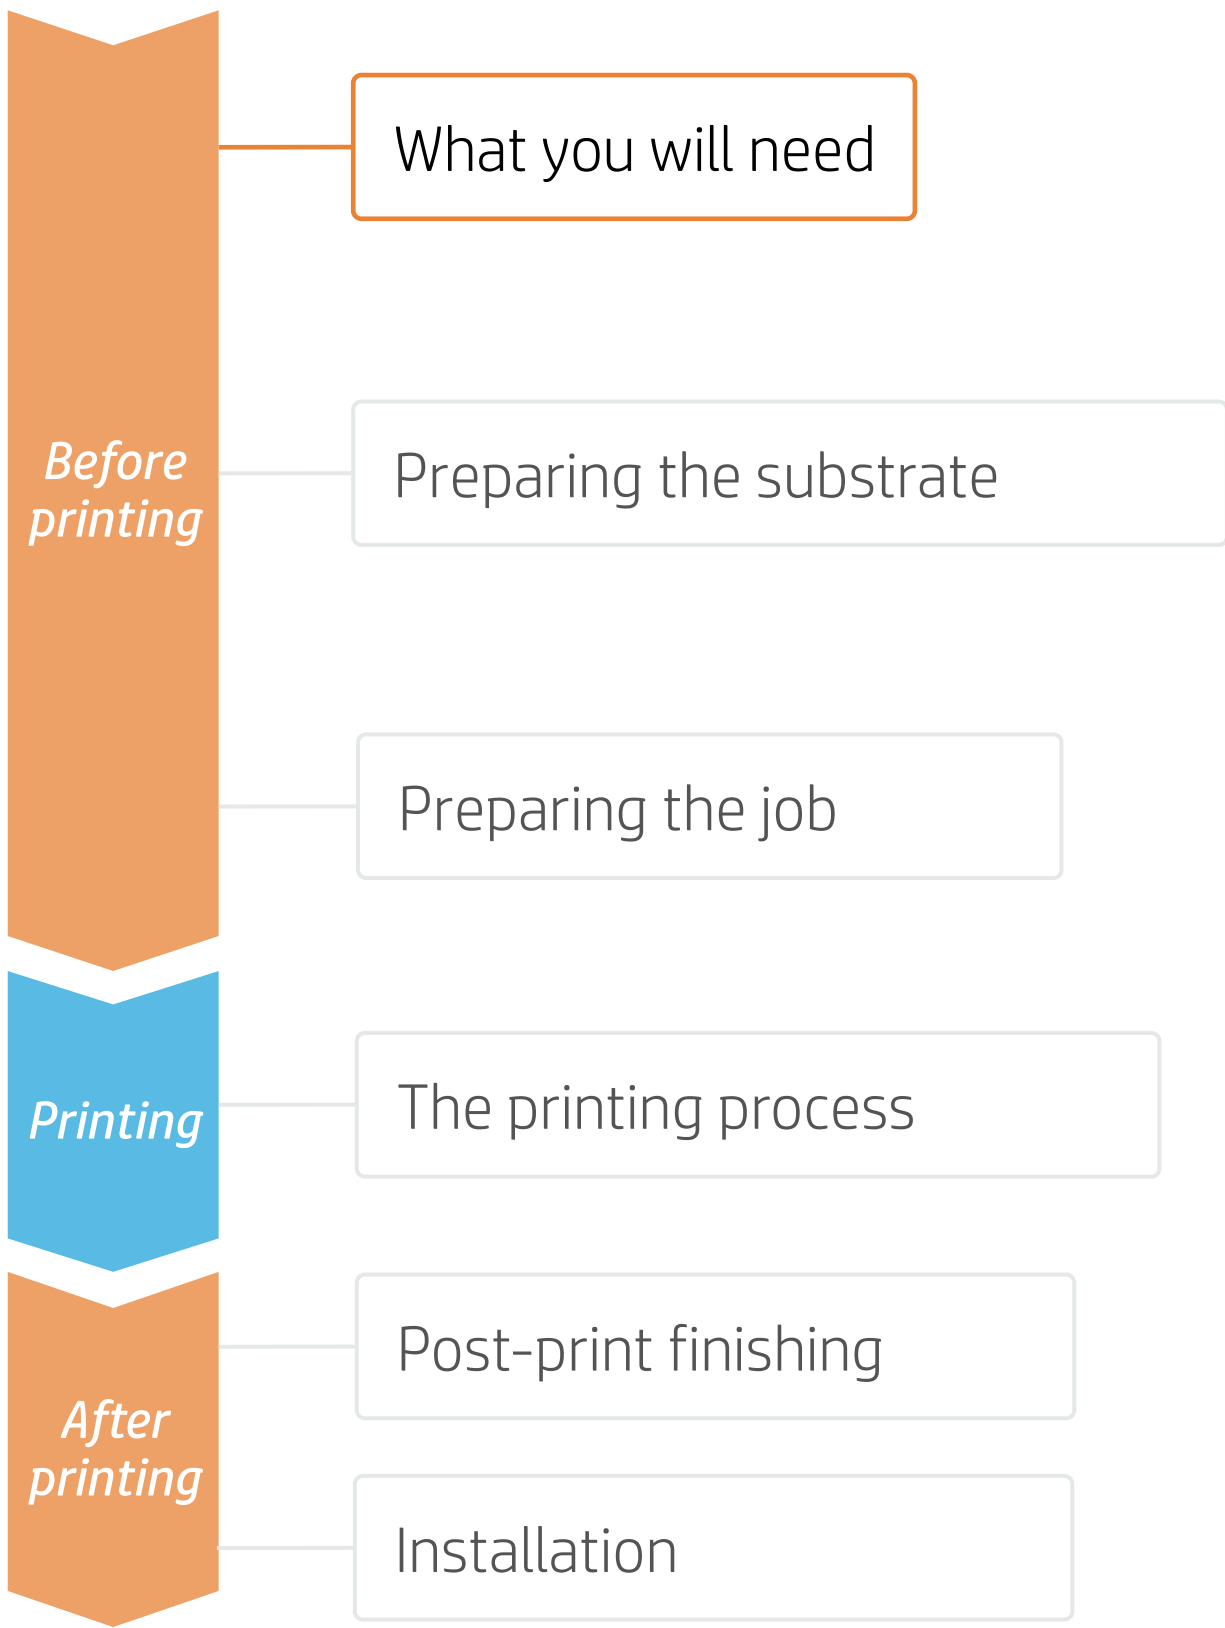 What you will need
Before
printing
Preparing the substrate
Preparing the job
Printing
The printing process
After
printing
Post-print finishing
Installation